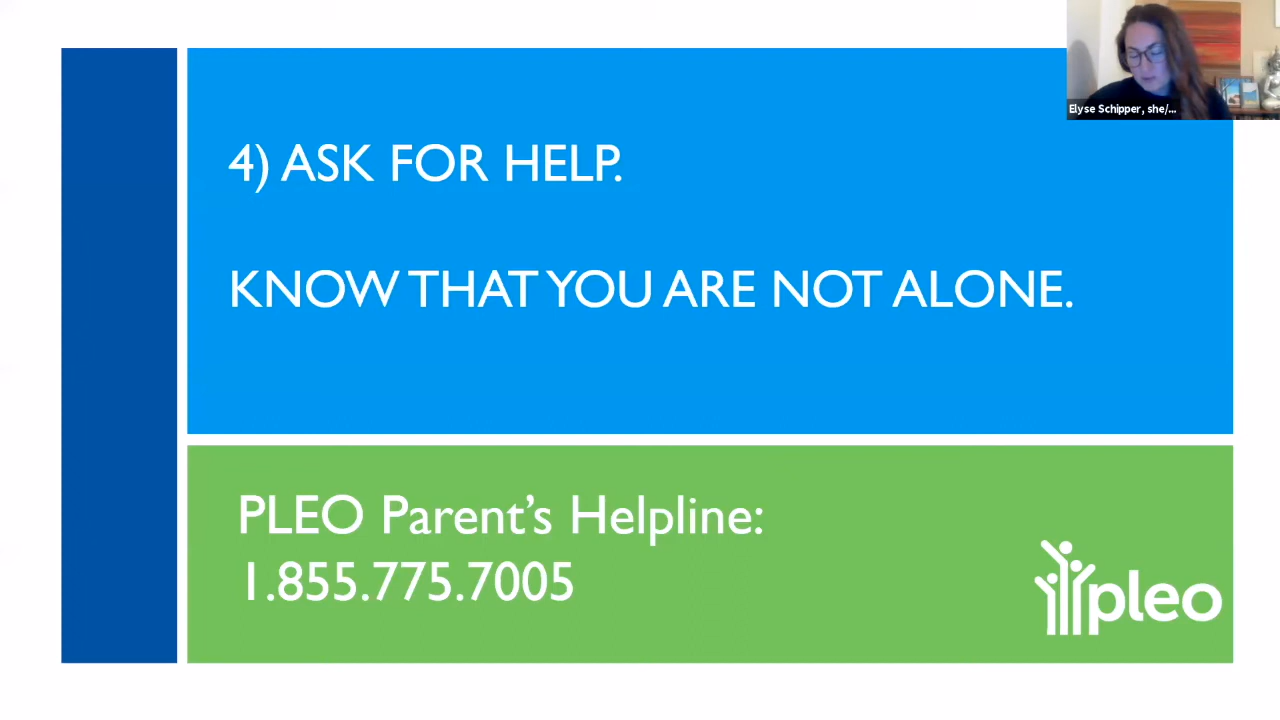 Elyse Schipper, she/...
4) ASK FOR HELP.
KNOW THAT YOU ARE NOT ALONE.
PLEO Parent's Helpline:
1.855.775.7005
pleo